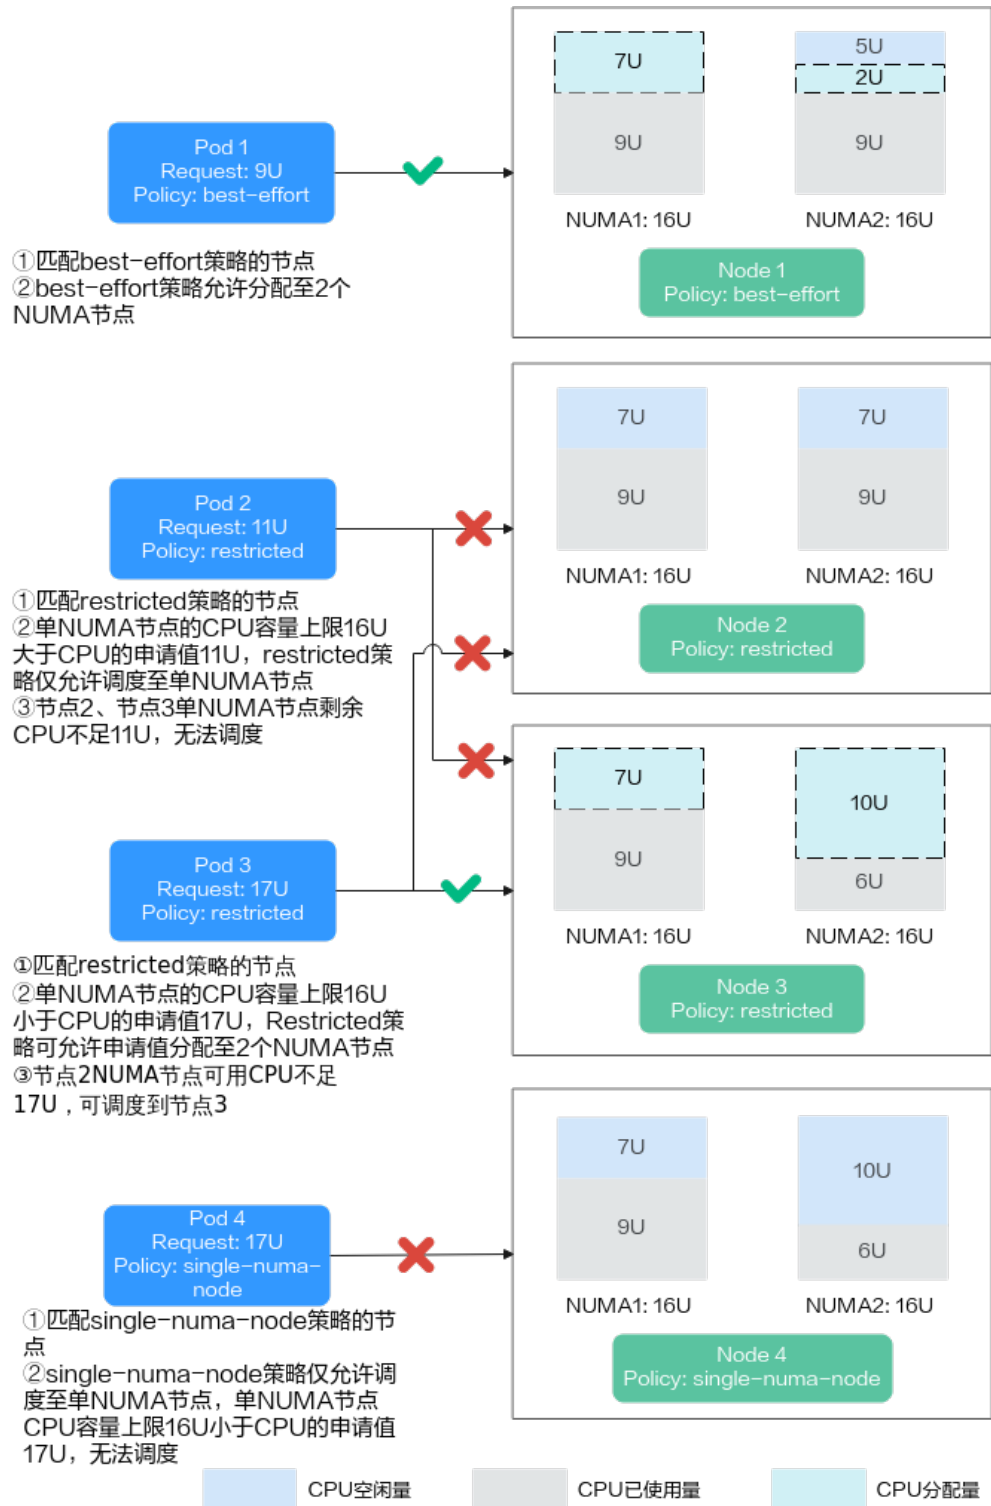 7U
5U
2U
9U
9U
NUMA1: 16U
NUMA2: 16U
Node 1
Policy: best-effort
Pod 1
Request: 9U
Policy: best-effort
①匹配best-effort策略的节点
②best-effort策略允许分配至2个
NUMA节点
7U
7U
9U
9U
NUMA1: 16U
NUMA2: 16U
Node 2
Policy: restricted
Pod 2
Request: 11U
Policy: restricted
①匹配restricted策略的节点
②单NUMA节点的CPU容量上限16U
大于CPU的申请值11U，restricted策
略仅允许调度至单NUMA节点
③节点2、节点3单NUMA节点剩余
CPU不足11U，无法调度
7U
10U
9U
6U
NUMA1: 16U
NUMA2: 16U
Node 3
Policy: restricted
Pod 3
Request: 17U
Policy: restricted
①匹配restricted策略的节点
②单NUMA节点的CPU容量上限16U
小于CPU的申请值17U，Restricted策
略可允许申请值分配至2个NUMA节点
③节点2NUMA节点可用CPU不足
17U，可调度到节点3
7U
10U
9U
6U
NUMA1: 16U
NUMA2: 16U
Node 4
Policy: single-numa-node
Pod 4
Request: 17U
Policy: single-numa-
node
①匹配single-numa-node策略的节
点
②single-numa-node策略仅允许调
度至单NUMA节点，单NUMA节点
CPU容量上限16U小于CPU的申请值
17U，无法调度
CPU空闲量
CPU已使用量
CPU分配量